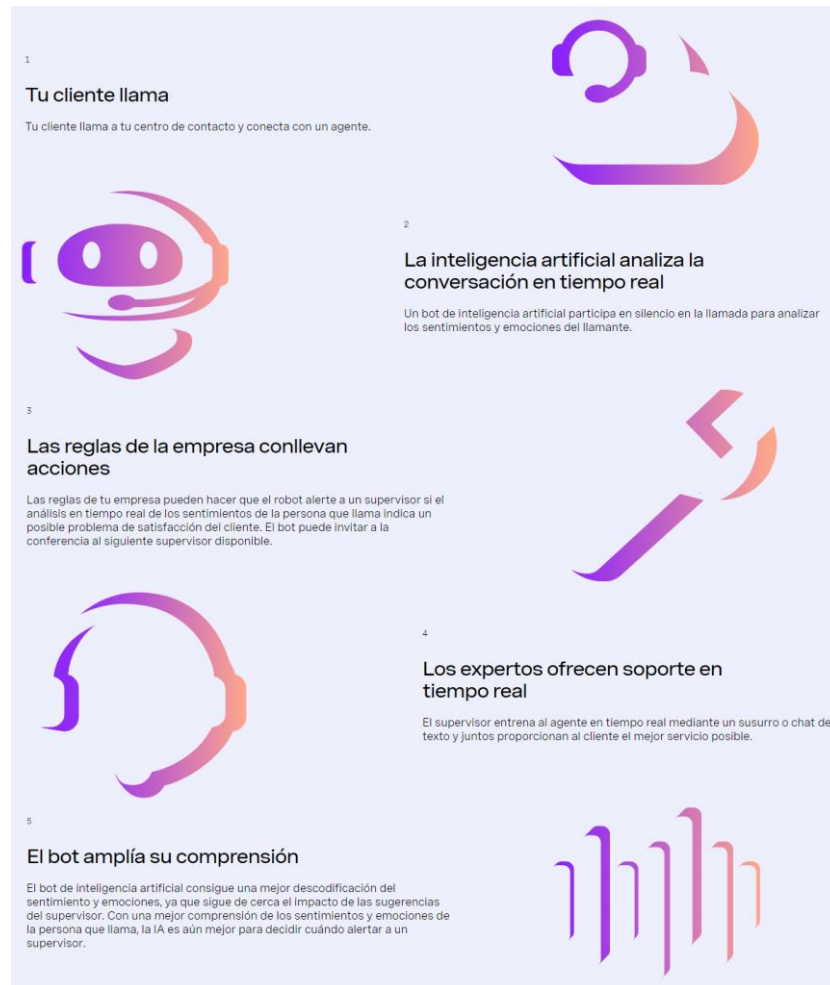 1
Tu cliente llama
Tu cliente llama a tu centro de contacto y conecta con un agente.
2
La inteligencia artificial analiza la
conversación en tiempo real
Un bot de inteligencia artificial participa en silencio en la llamada para analizar
los sentimientos y emociones del llamante.
3
Las reglas de la empresa conllevan
acciones
Las reglas de tu empresa pueden hacer que el robot alerte a un supervisor si el
análisis en tiempo real de los sentimientos de la persona que llama indica un
posible problema de satisfacción del cliente. El bot puede invitar a la
conferencia al siguiente supervisor disponible.
4
Los expertos ofrecen soporte en
tiempo real
El supervisor entrena al agente en tiempo real mediante un susurro o chat de
texto y juntos proporcionan al cliente el mejor servicio posible.
5
El bot amplía su comprensión
El bot de inteligencia artificial consigue una mejor descodificación del
sentimiento y emociones, ya que sigue de cerca el impacto de las sugerencias
del supervisor. Con una mejor comprensión de los sentimientos y emociones de
la persona que llama, la IA es aún mejor para decidir cuándo alertar a un
supervisor.